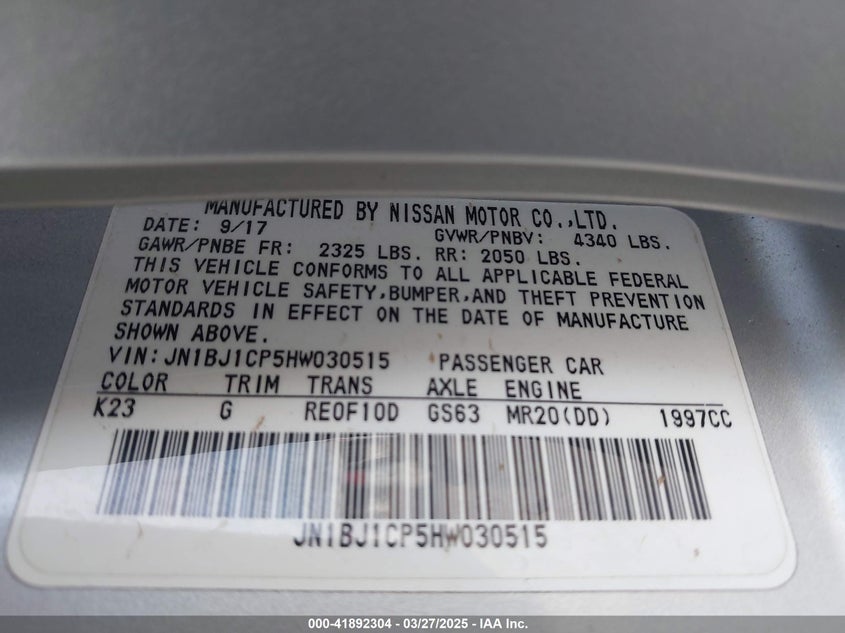 MANUFACTURED BY NISSAN MOTOR CO.,LTD.
DATE: 9/17 GVWR/PNBV: 4340 LBS.
GAWR/PNBE FR: 2325 LBS. RR: 2050 LBS.
THIS VEHICLE CONFORMS TO ALL APPLICABLE FEDERAL
MOTOR VEHICLE SAFETY,BUMPER,AND THEFT PREVENTION
STANDARDS IN EFFECT ON THE DATE OF MANUFACTURE
SHOWN ABOVE.
VIN: JN1BJ1CP5HW030515 PASSENGER CAR
COLOR TRIM TRANS AXLE ENGINE
K23 G RE0F10D GS63 MR20(DD) 1997CC
JN1BJ1CP5HW030515
000-41892304 — 03/27/2025 — IAA Inc.